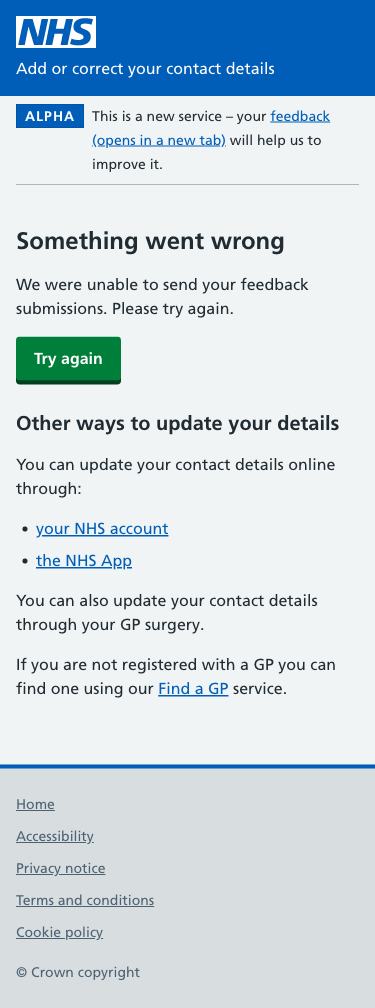 NHS
Add or correct your contact details
ALPHA This is a new service – your feedback
(opens in a new tab) will help us to
improve it.
Something went wrong
We were unable to send your feedback
submissions. Please try again.
Try again
Other ways to update your details
You can update your contact details online
through:
• your NHS account
• the NHS App
You can also update your contact details
through your GP surgery.
If you are not registered with a GP you can
find one using our Find a GP service.
Home
Accessibility
Privacy notice
Terms and conditions
Cookie policy
© Crown copyright